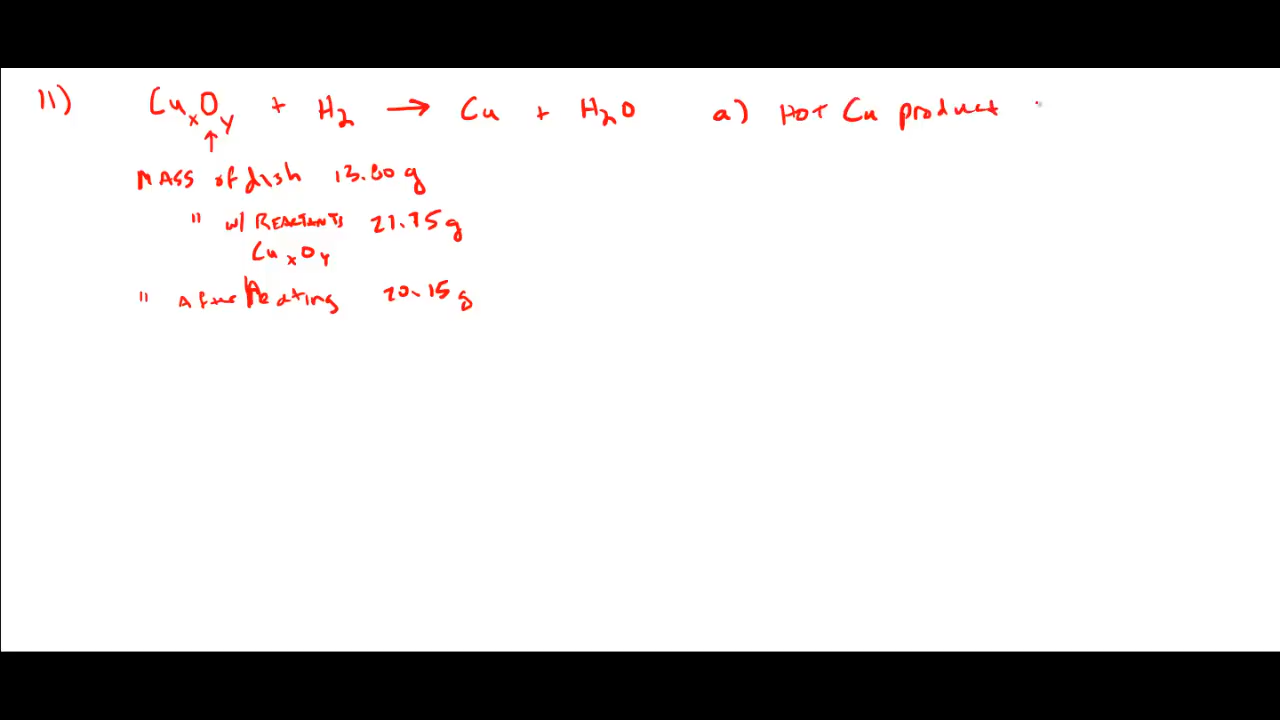 11) CuxOy + H2 → Cu + H2O a) Hot Cu product
Mass of dish 13.80 g
" w/ Reactants 21.75 g
CuxOy
" After Heating 20.15 g